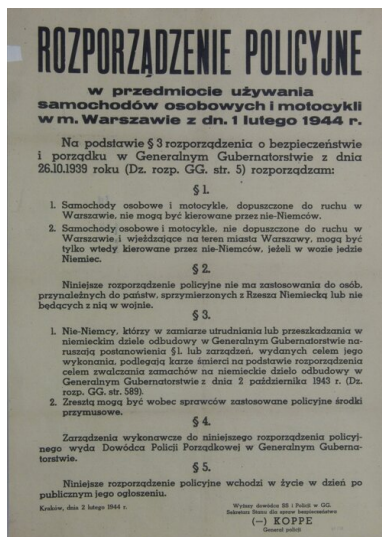 ROZPORZĄDZENIE POLICYJNE
w przedmiocie używania
samochodów osobowych i motocykli
w m. Warszawie z dn. 1 lutego 1944 r.
Na podstawie § 3 rozporządzenia o bezpieczeństwie
i porządku w Generalnym Gubernatorstwie z dnia
26.10.1939 roku (Dz. rozp. GG. str. 5) rozporządzam:
§ 1.
1. Samochody osobowe i motocykle, dopuszczone do ruchu w
Warszawie, nie mogą być kierowane przez nie-Niemców.
2. Samochody osobowe i motocykle, nie dopuszczone do ruchu w
Warszawie i wjeżdżające na teren miasta Warszawy, mogą być
tylko wtedy kierowane przez nie-Niemców, jeżeli w wozie jedzie
Niemiec.
§ 2.
Niniejsze rozporządzenie policyjne nie ma zastosowania do osób,
przynależnych do państw, sprzymierzonych z Rzeszą Niemiecką lub nie
będących z nią w wojnie.
§ 3.
1. Nie-Niemcy, którzy w zamiarze utrudniania lub przeszkadzania w
niemieckim dziele odbudowy w Generalnym Gubernatorstwie na-
ruszają postanowienia §1. lub zarządzeń, wydanych celem jego
wykonania, podlegają karze śmierci na podstawie rozporządzenia
celem zwalczania zamachów na niemieckie dzieło odbudowy w
Generalnym Gubernatorstwie z dnia 2 października 1943 r. (Dz.
rozp. GG. str. 589).
2. Zresztą mogą być wobec sprawców zastosowane policyjne środki
przymusowe.
§ 4.
Zarządzenia wykonawcze do niniejszego rozporządzenia policyj-
nego wyda Dowódca Policji Porządkowej w Generalnym Guberna-
torstwie.
§ 5.
Niniejsze rozporządzenie policyjne wchodzi w życie w dzień po
publicznym jego ogłoszeniu.
Kraków, dnia 2 lutego 1944 r.
Wyższy dowódca SS i Policji w GG.
Sekretarz Stanu dla spraw bezpieczeństwa
(—) KOPPE
Generał policji